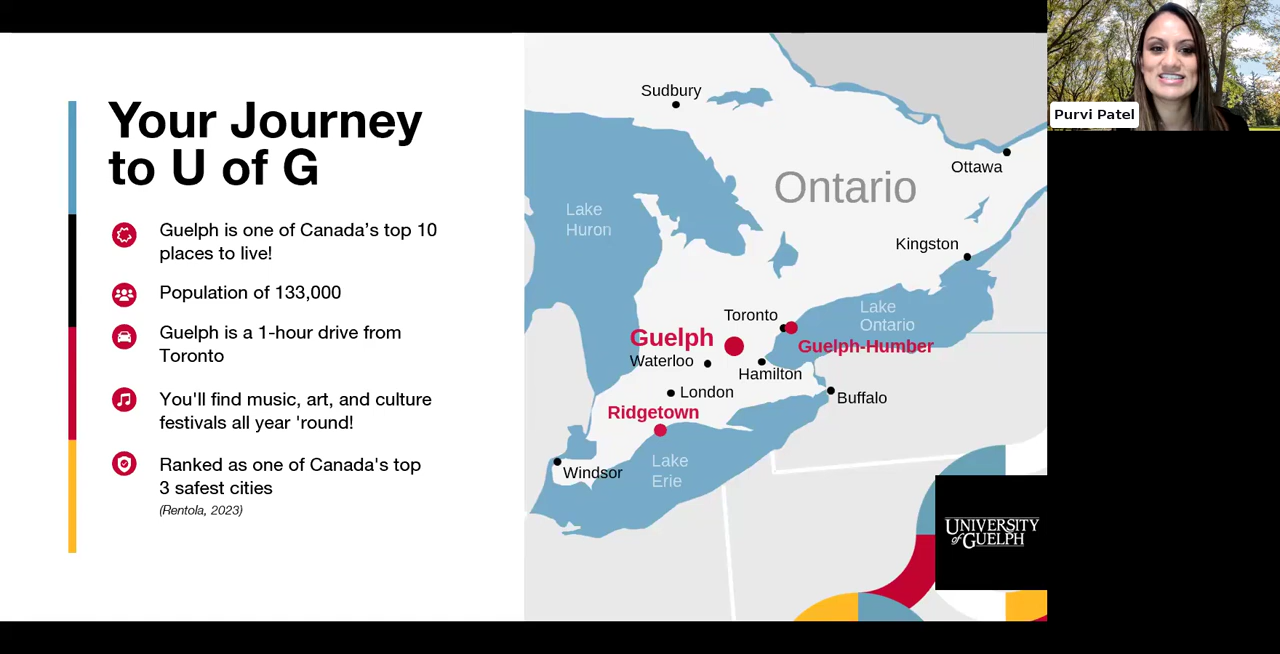 Your Journey
to U of G
Guelph is one of Canada’s top 10
places to live!
Population of 133,000
Guelph is a 1-hour drive from
Toronto
You'll find music, art, and culture
festivals all year 'round!
Ranked as one of Canada's top
3 safest cities
(Rentola, 2023)
Sudbury
Ottawa
Ontario
Lake
Huron
Kingston
Lake
Ontario
Toronto
Guelph
Guelph-Humber
Waterloo
Hamilton
London
Buffalo
Ridgetown
Lake
Erie
Windsor
UNIVERSITY
of GUELPH
Purvi Patel